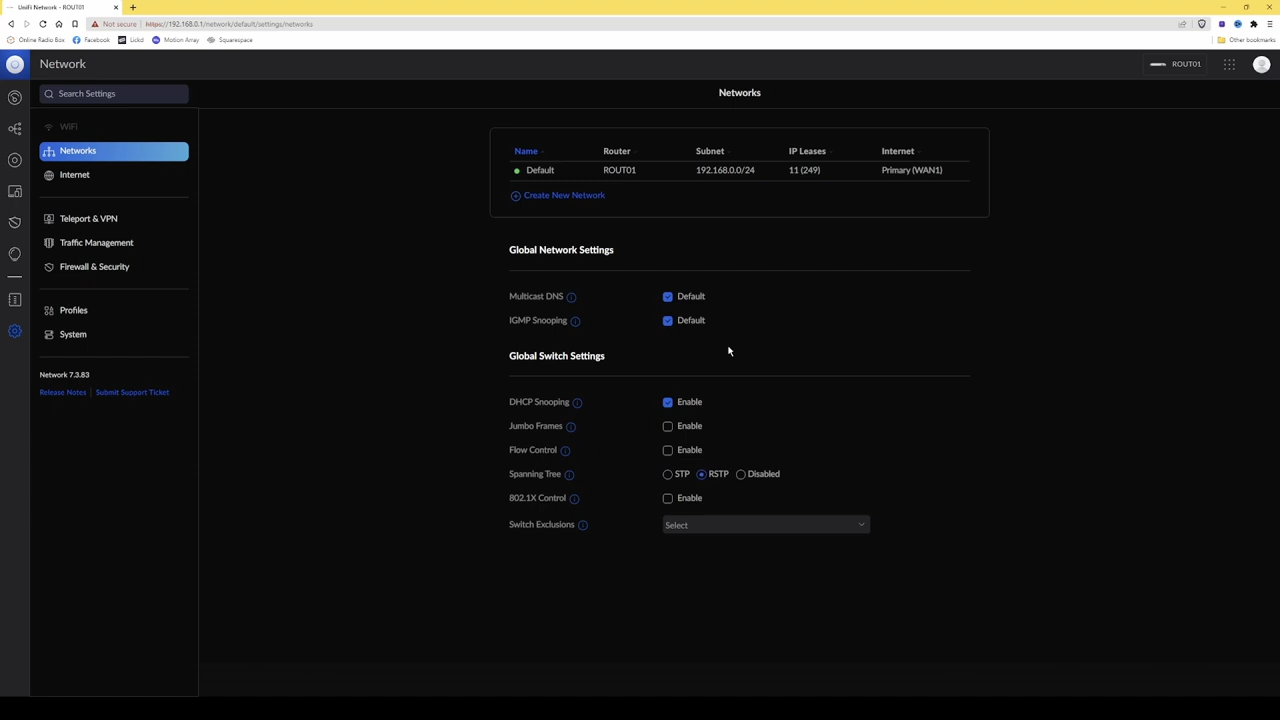 UniFi Network - ROUT01
Not secure
https://192.168.0.1/network/default/settings/networks
Online Radio Box
Facebook
Lickd
Motion Array
Squarespace
Other bookmarks
Network
ROUT01
Search Settings
Networks
WiFi
Networks
Internet
Teleport & VPN
Traffic Management
Firewall & Security
Profiles
System
Network 7.3.83
Release Notes | Submit Support Ticket
Name Router Subnet IP Leases Internet
Default ROUT01 192.168.0.0/24 11 (249) Primary (WAN1)
Create New Network
Global Network Settings
Multicast DNS Default
IGMP Snooping Default
Global Switch Settings
DHCP Snooping Enable
Jumbo Frames Enable
Flow Control Enable
Spanning Tree STP RSTP Disabled
802.1X Control Enable
Switch Exclusions Select